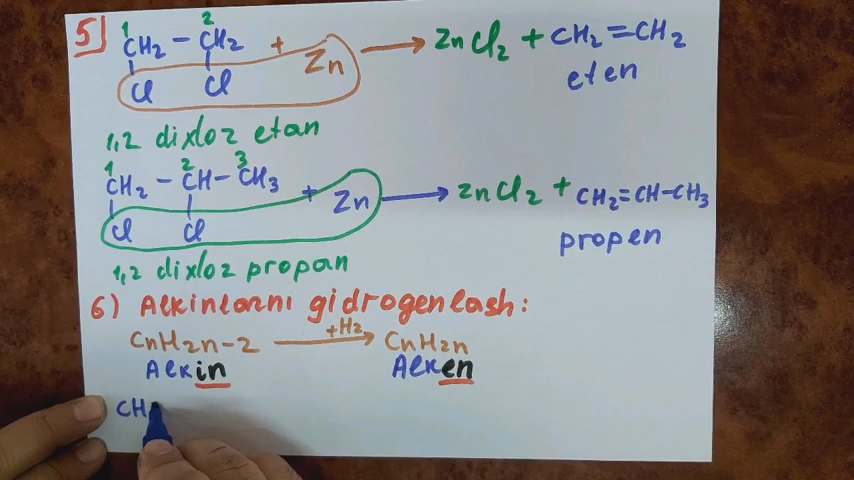 5)
1 2
CH2 – CH2 + Zn → ZnCl2 + CH2=CH2
Cl Cl eten
1,2 dixloz etan
1 2 3
CH2 – CH – CH3 + Zn → ZnCl2 + CH2=CH–CH3
Cl Cl propen
1,2 dixloz propan
6) Alkinlarni gidrogenlash:
CnH2n-2 +H2 → CnH2n
Alkin Alken
CH